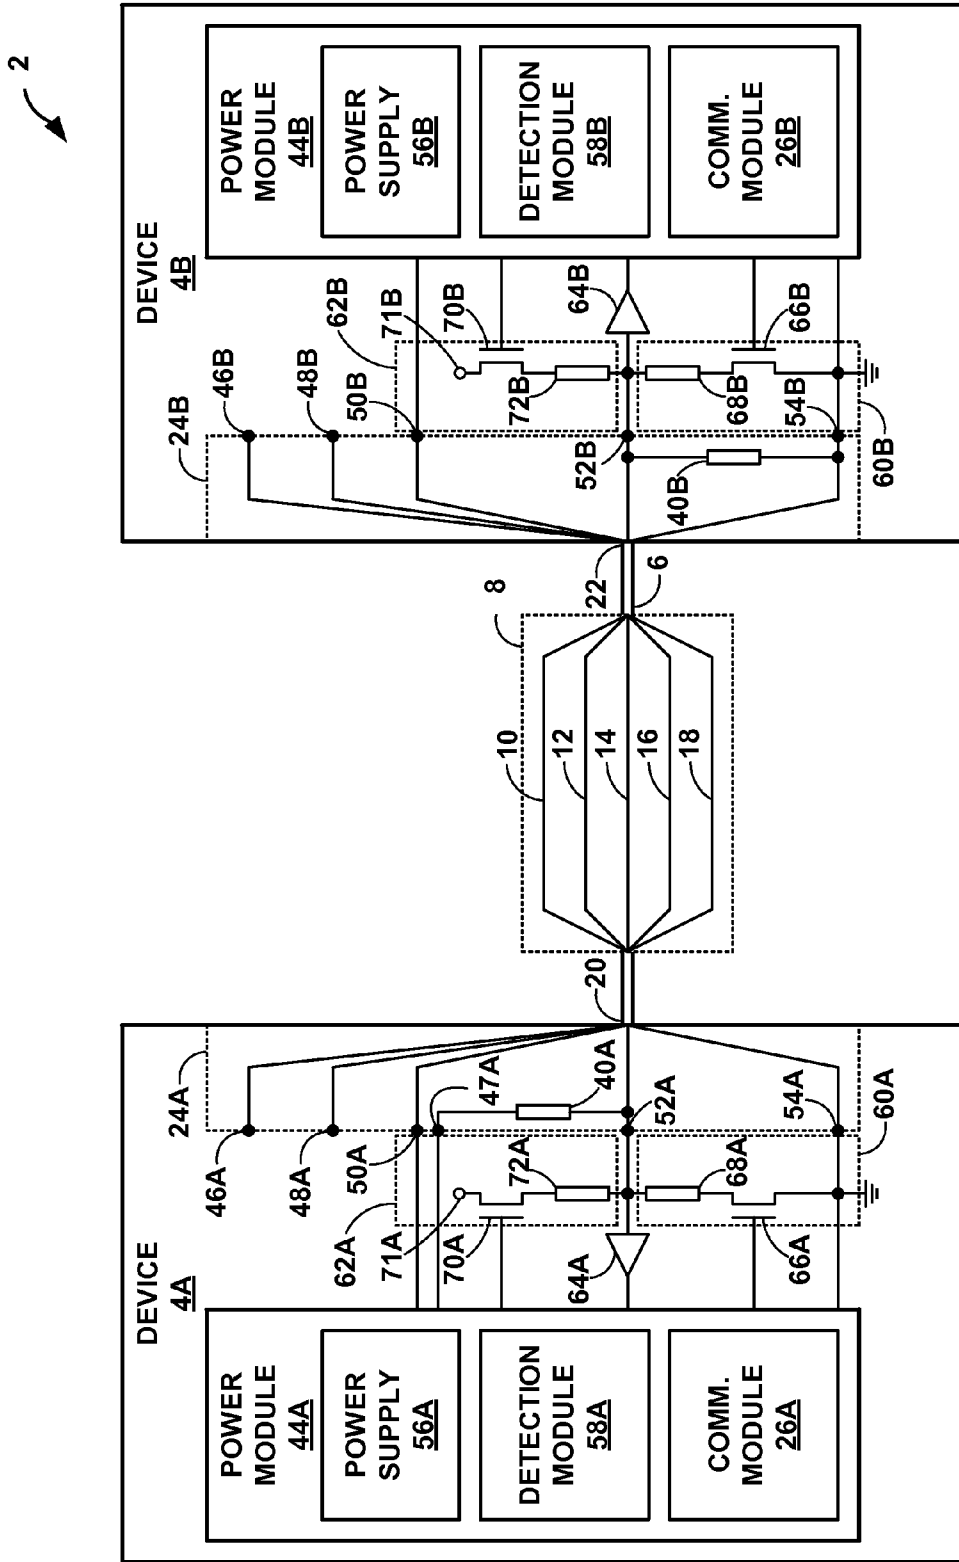 2
DEVICE
4B
POWER
MODULE
44B
POWER
SUPPLY
56B
DETECTION
MODULE
58B
COMM.
MODULE
26B
24B
46B
48B
50B
62B
71B
70B
72B
64B
52B
68B
66B
54B
40B
60B
8
22
6
10
12
14
16
18
20
24A
46A
48A
50A
47A
40A
52A
54A
60A
62A
71A
70A
72A
64A
68A
66A
DEVICE
4A
POWER
MODULE
44A
POWER
SUPPLY
56A
DETECTION
MODULE
58A
COMM.
MODULE
26A